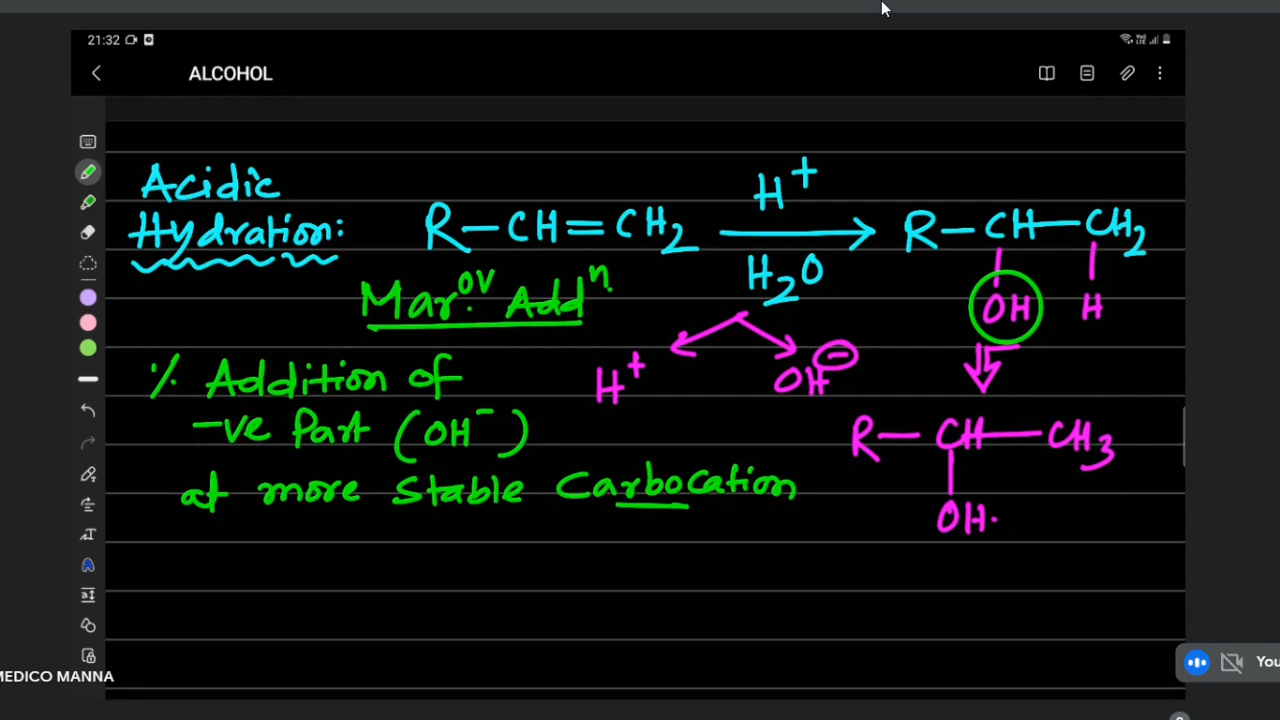 21:32
ALCOHOL
Acidic
Hydration:
R-CH=CH2
H+
H2O
R-CH-CH2
OH H
Mar.ov Addn.
H+ OH-
% Addition of
-ve Part (OH-)
at more stable Carbocation
R-CH-CH3
OH.
MEDICO MANNA
You